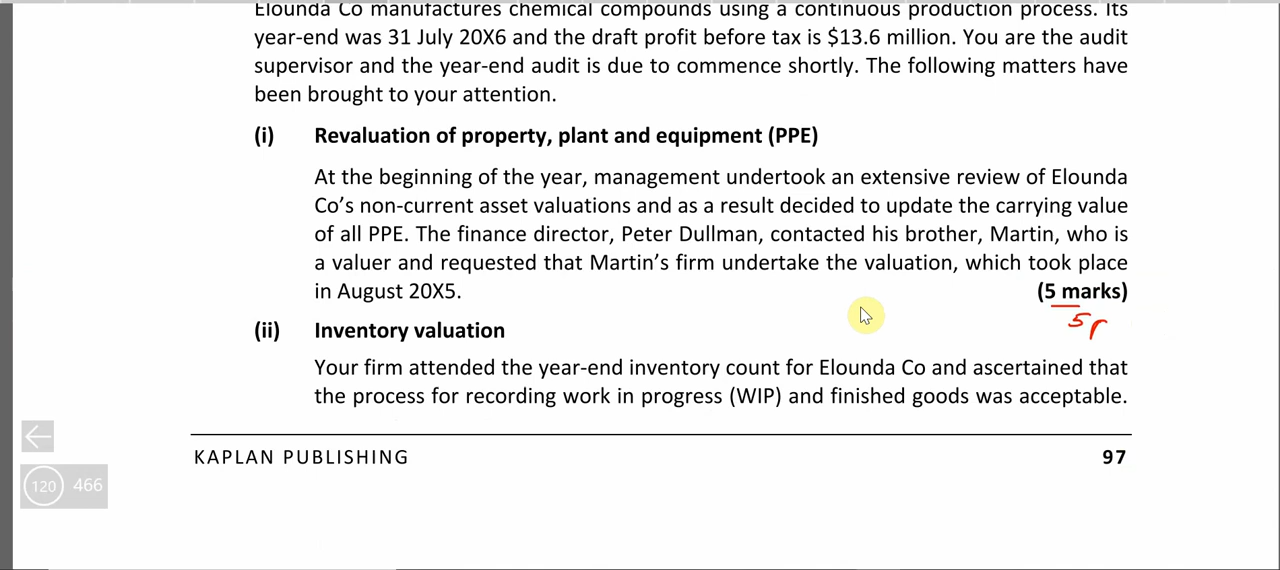 Elounda Co manufactures chemical compounds using a continuous production process. Its
year-end was 31 July 20X6 and the draft profit before tax is $13.6 million. You are the audit
supervisor and the year-end audit is due to commence shortly. The following matters have
been brought to your attention.
(i) Revaluation of property, plant and equipment (PPE)
At the beginning of the year, management undertook an extensive review of Elounda
Co's non-current asset valuations and as a result decided to update the carrying value
of all PPE. The finance director, Peter Dullman, contacted his brother, Martin, who is
a valuer and requested that Martin's firm undertake the valuation, which took place
in August 20X5. (5 marks)
5
(ii) Inventory valuation
Your firm attended the year-end inventory count for Elounda Co and ascertained that
the process for recording work in progress (WIP) and finished goods was acceptable.
KAPLAN PUBLISHING 97
120 466